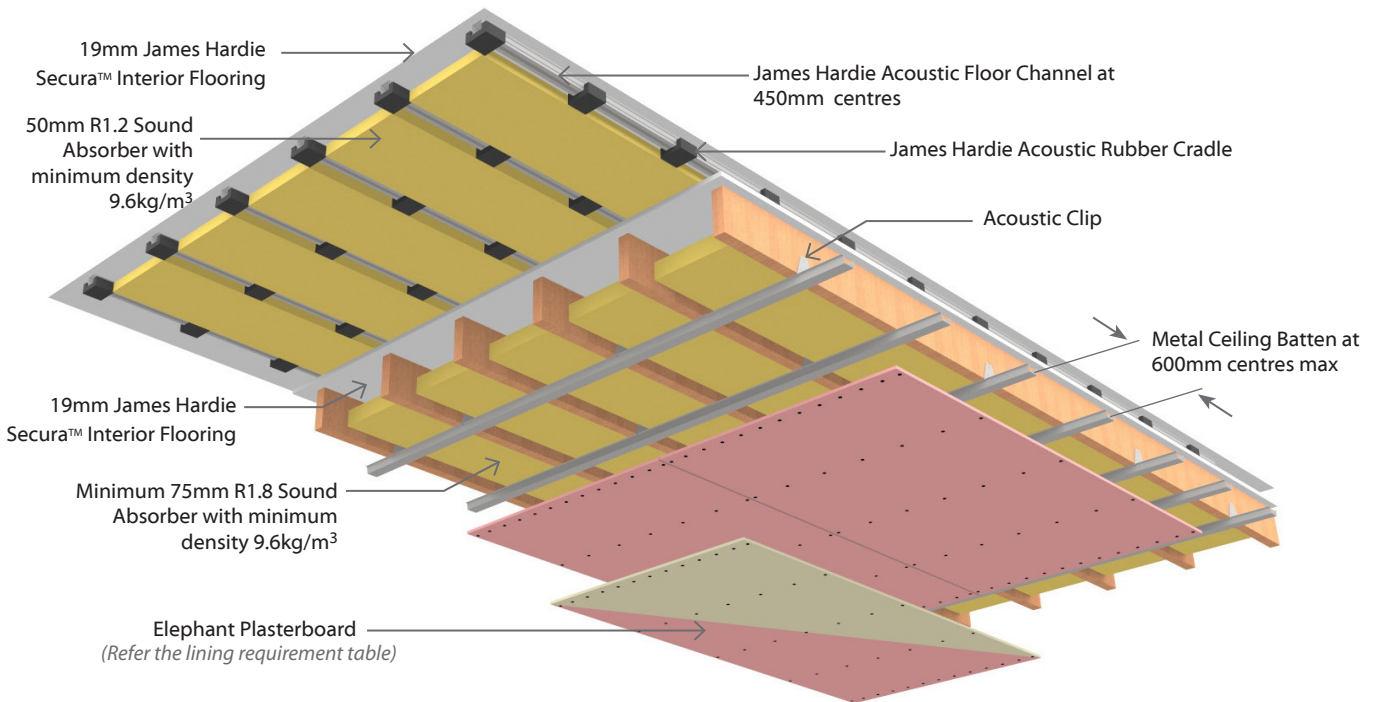 19mm James Hardie
Secura™ Interior Flooring
James Hardie Acoustic Floor Channel at
450mm centres
50mm R1.2 Sound
Absorber with
minimum density
9.6kg/m³
James Hardie Acoustic Rubber Cradle
Acoustic Clip
Metal Ceiling Batten at
600mm centres max
19mm James Hardie
Secura™ Interior Flooring
Minimum 75mm R1.8 Sound
Absorber with minimum
density 9.6kg/m³
Elephant Plasterboard
(Refer the lining requirement table)